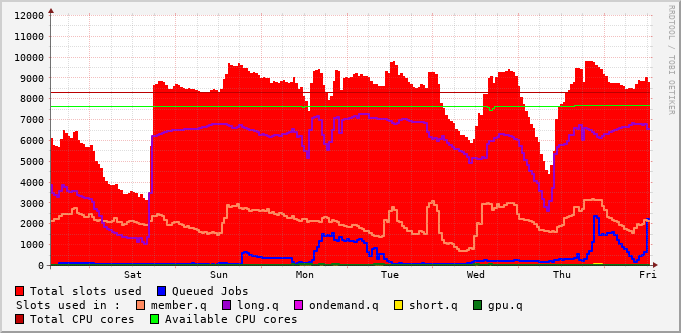 12000
11000
10000
9000
8000
7000
6000
5000
4000
3000
2000
1000
0
Sat Sun Mon Tue Wed Thu Fri
RRDTOOL / TOBI OETIKER
Total slots used Queued Jobs
Slots used in : member.q long.q ondemand.q short.q gpu.q
Total CPU cores Available CPU cores